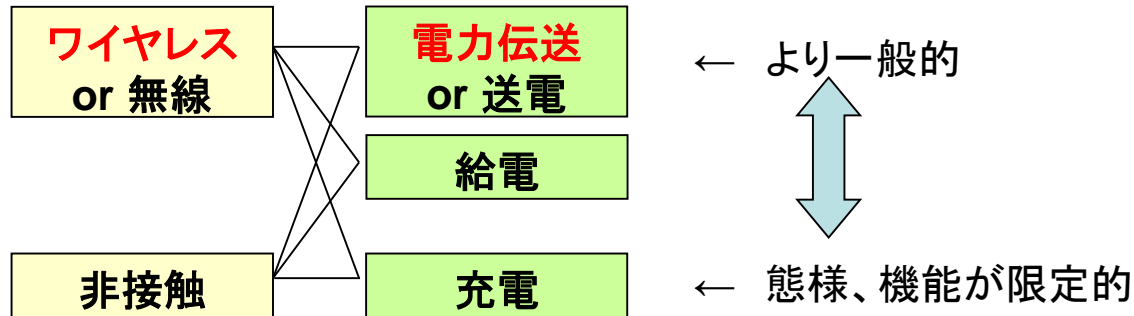 ワイヤレス
or 無線
電力伝送
or 送電
← より一般的
給電
非接触
充電
← 態様、機能が限定的